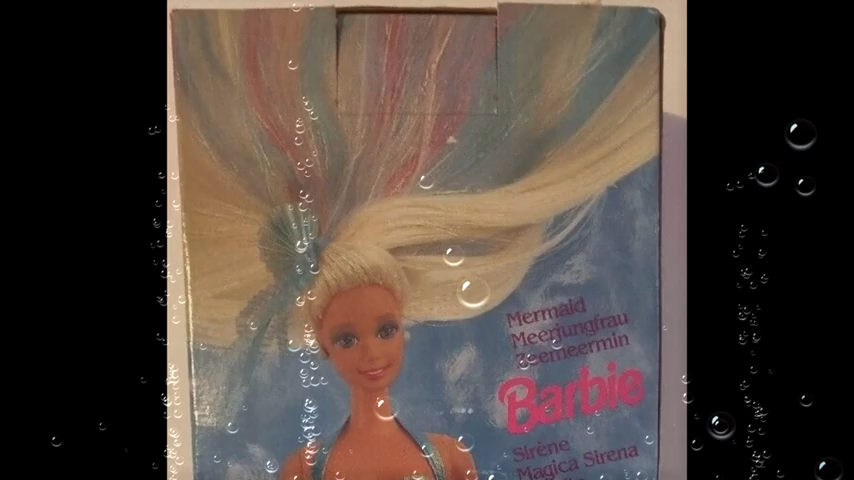 Mermaid
Meerjungfrau
Zeemeermin
Barbie
Sirène
Magica Sirena